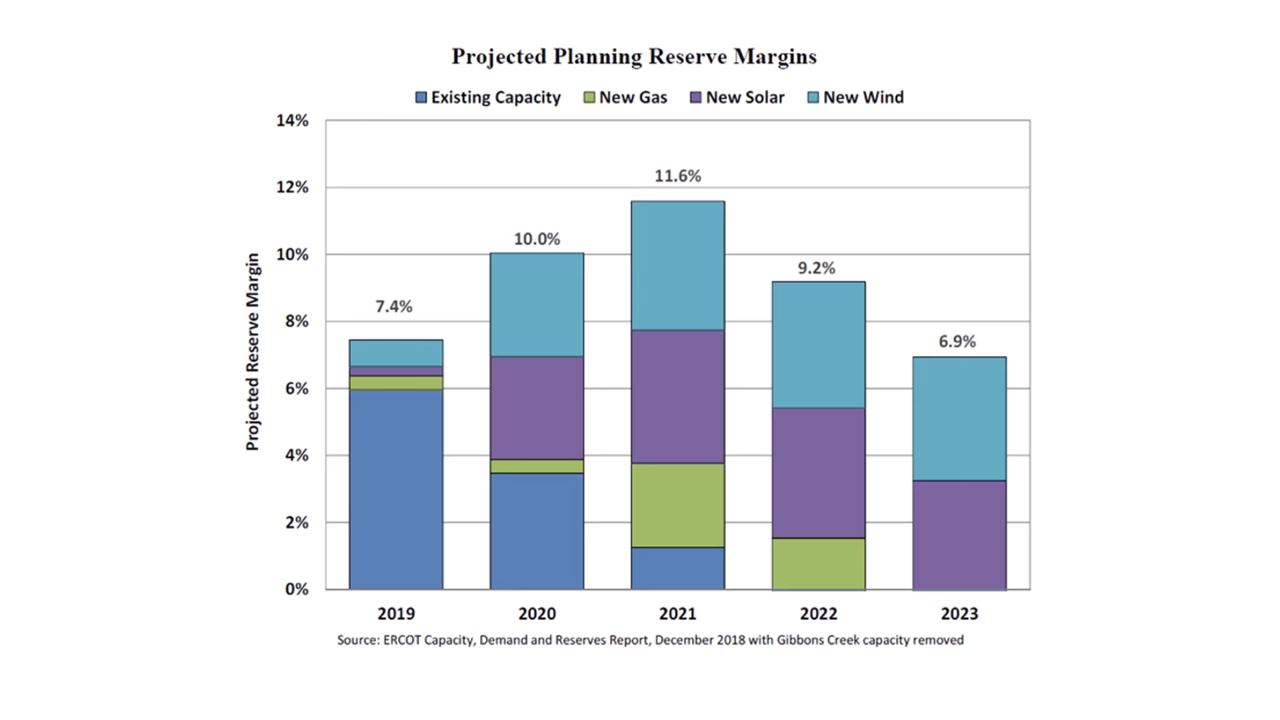 Projected Planning Reserve Margins
Existing Capacity New Gas New Solar New Wind
14%
12%
10%
8%
6%
4%
2%
0%
Projected Reserve Margin
7.4%
10.0%
11.6%
9.2%
6.9%
2019 2020 2021 2022 2023
Source: ERCOT Capacity, Demand and Reserves Report, December 2018 with Gibbons Creek capacity removed